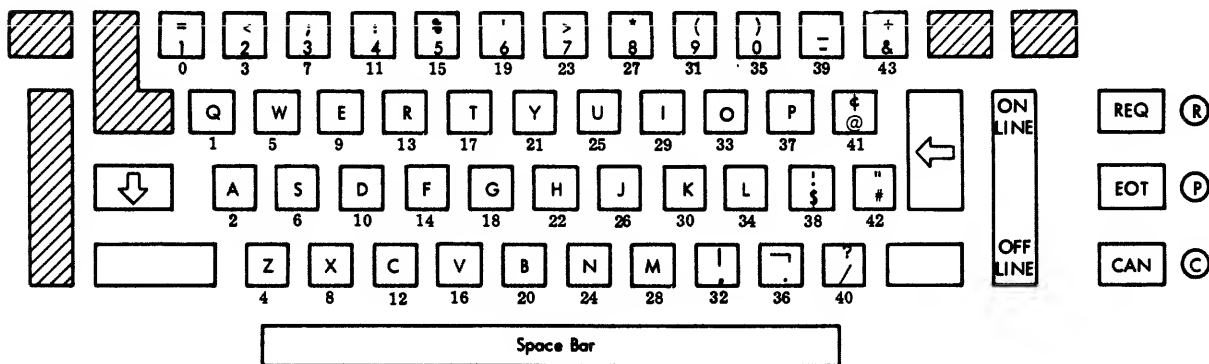 = < ; : % ' > * ( ) _ +
1 2 3 4 5 6 7 8 9 0 - &
0 3 7 11 15 19 23 27 31 35 39 43
Q W E R T Y U I O P ¢ @ ON LINE REQ R
1 5 9 13 17 21 25 29 33 37 41
A S D F G H J K L ! $ " # EOT P
2 6 10 14 18 22 26 30 34 38 42
Z X C V B N M | , ¬ . ? / OFF LINE CAN C
4 8 12 16 20 24 28 32 36 40
Space Bar